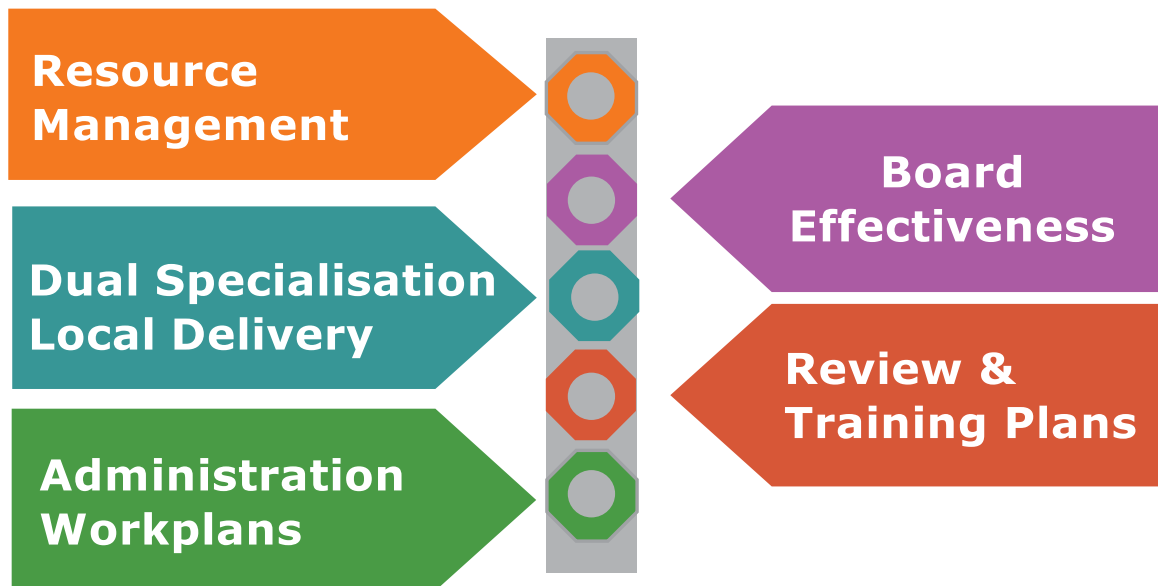 Resource
Management
Board
Effectiveness
Dual Specialisation
Local Delivery
Review &
Training Plans
Administration
Workplans